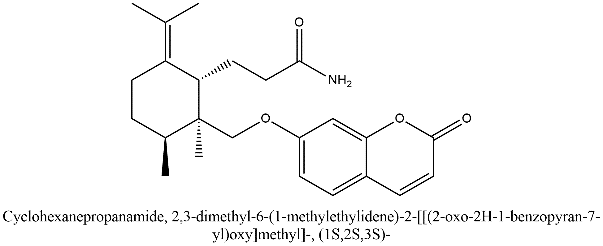 O
NH2
O
O
O
Cyclohexanepropanamide, 2,3-dimethyl-6-(1-methylethylidene)-2-[[(2-oxo-2H-1-benzopyran-7-
yl)oxy]methyl]-, (1S,2S,3S)-